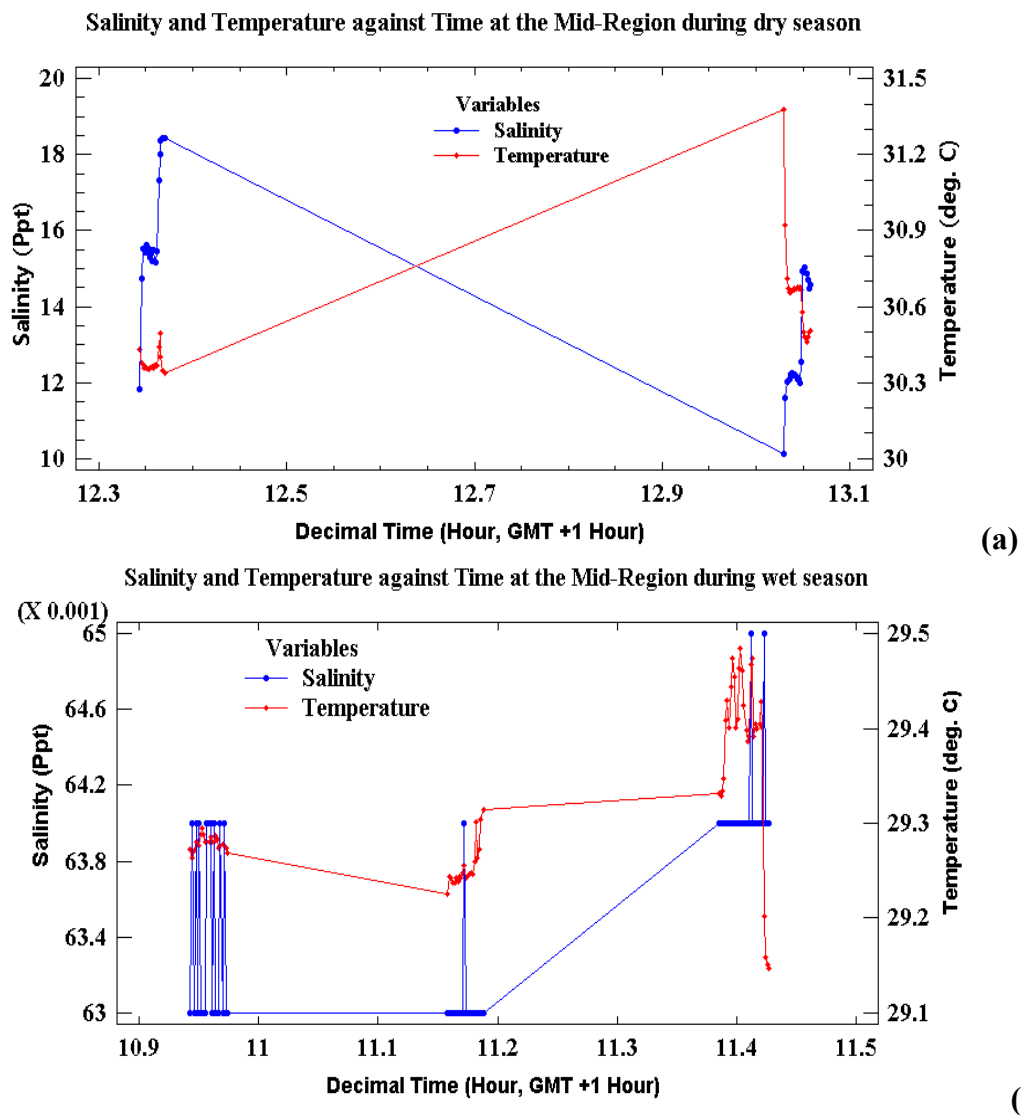 Salinity and Temperature against Time at the Mid-Region during dry season
20
18
16
14
12
10
Salinity (Ppt)
31.5
31.2
30.9
30.6
30.3
30
Temperature (deg. C)
Variables
Salinity
Temperature
12.3
12.5
12.7
12.9
13.1
Decimal Time (Hour, GMT +1 Hour)
(a)
Salinity and Temperature against Time at the Mid-Region during wet season
(X 0.001)
65
64.6
64.2
63.8
63.4
63
Salinity (Ppt)
29.5
29.4
29.3
29.2
29.1
Temperature (deg. C)
Variables
Salinity
Temperature
10.9
11
11.1
11.2
11.3
11.4
11.5
Decimal Time (Hour, GMT +1 Hour)
(